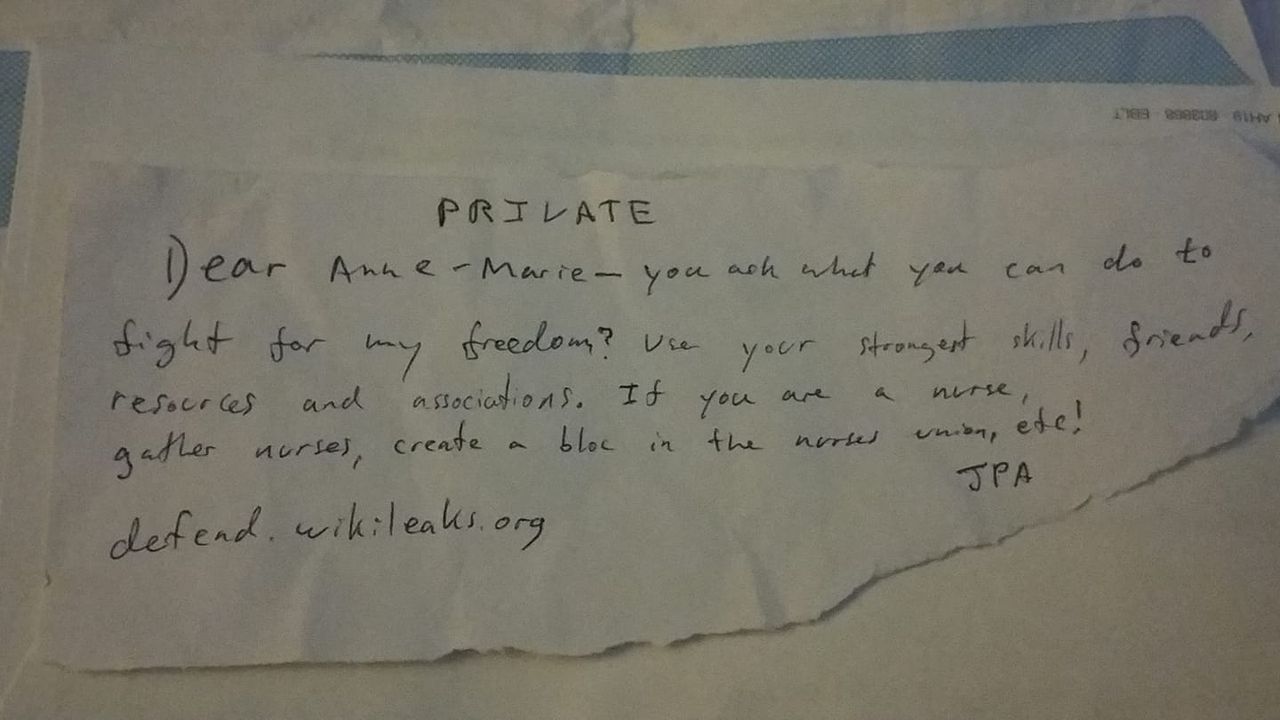 PRIVATE
Dear Anne-Marie- you ask what you can do to
fight for my freedom? Use your strongest skills, friends,
resources and associations. If you are a nurse,
gather nurses, create a bloc in the nurses union, etc!
JPA
defend.wikileaks.org